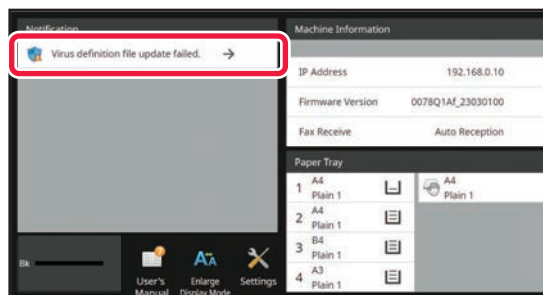 Notification
Virus definition file update failed. →
Machine Information
IP Address 192.168.0.10
Firmware Version 0078Q1Af_23030100
Fax Receive Auto Reception
Paper Tray
1 A4
Plain 1
A4
Plain 1
2 A4
Plain 1
3 B4
Plain 1
4 A3
Plain 1
Bk
User's
Manual
Enlarge
Display Mode
Settings